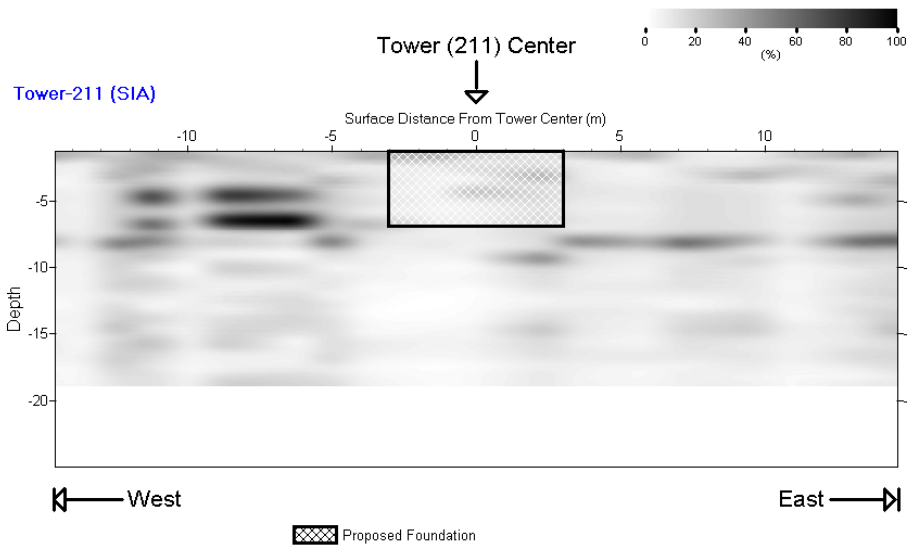 0 20 40 60 80 100
(%)
Tower (211) Center
Tower-211 (SIA)
Surface Distance From Tower Center (m)
-10 -5 0 5 10
Depth
-5
-10
-15
-20
West
East
Proposed Foundation